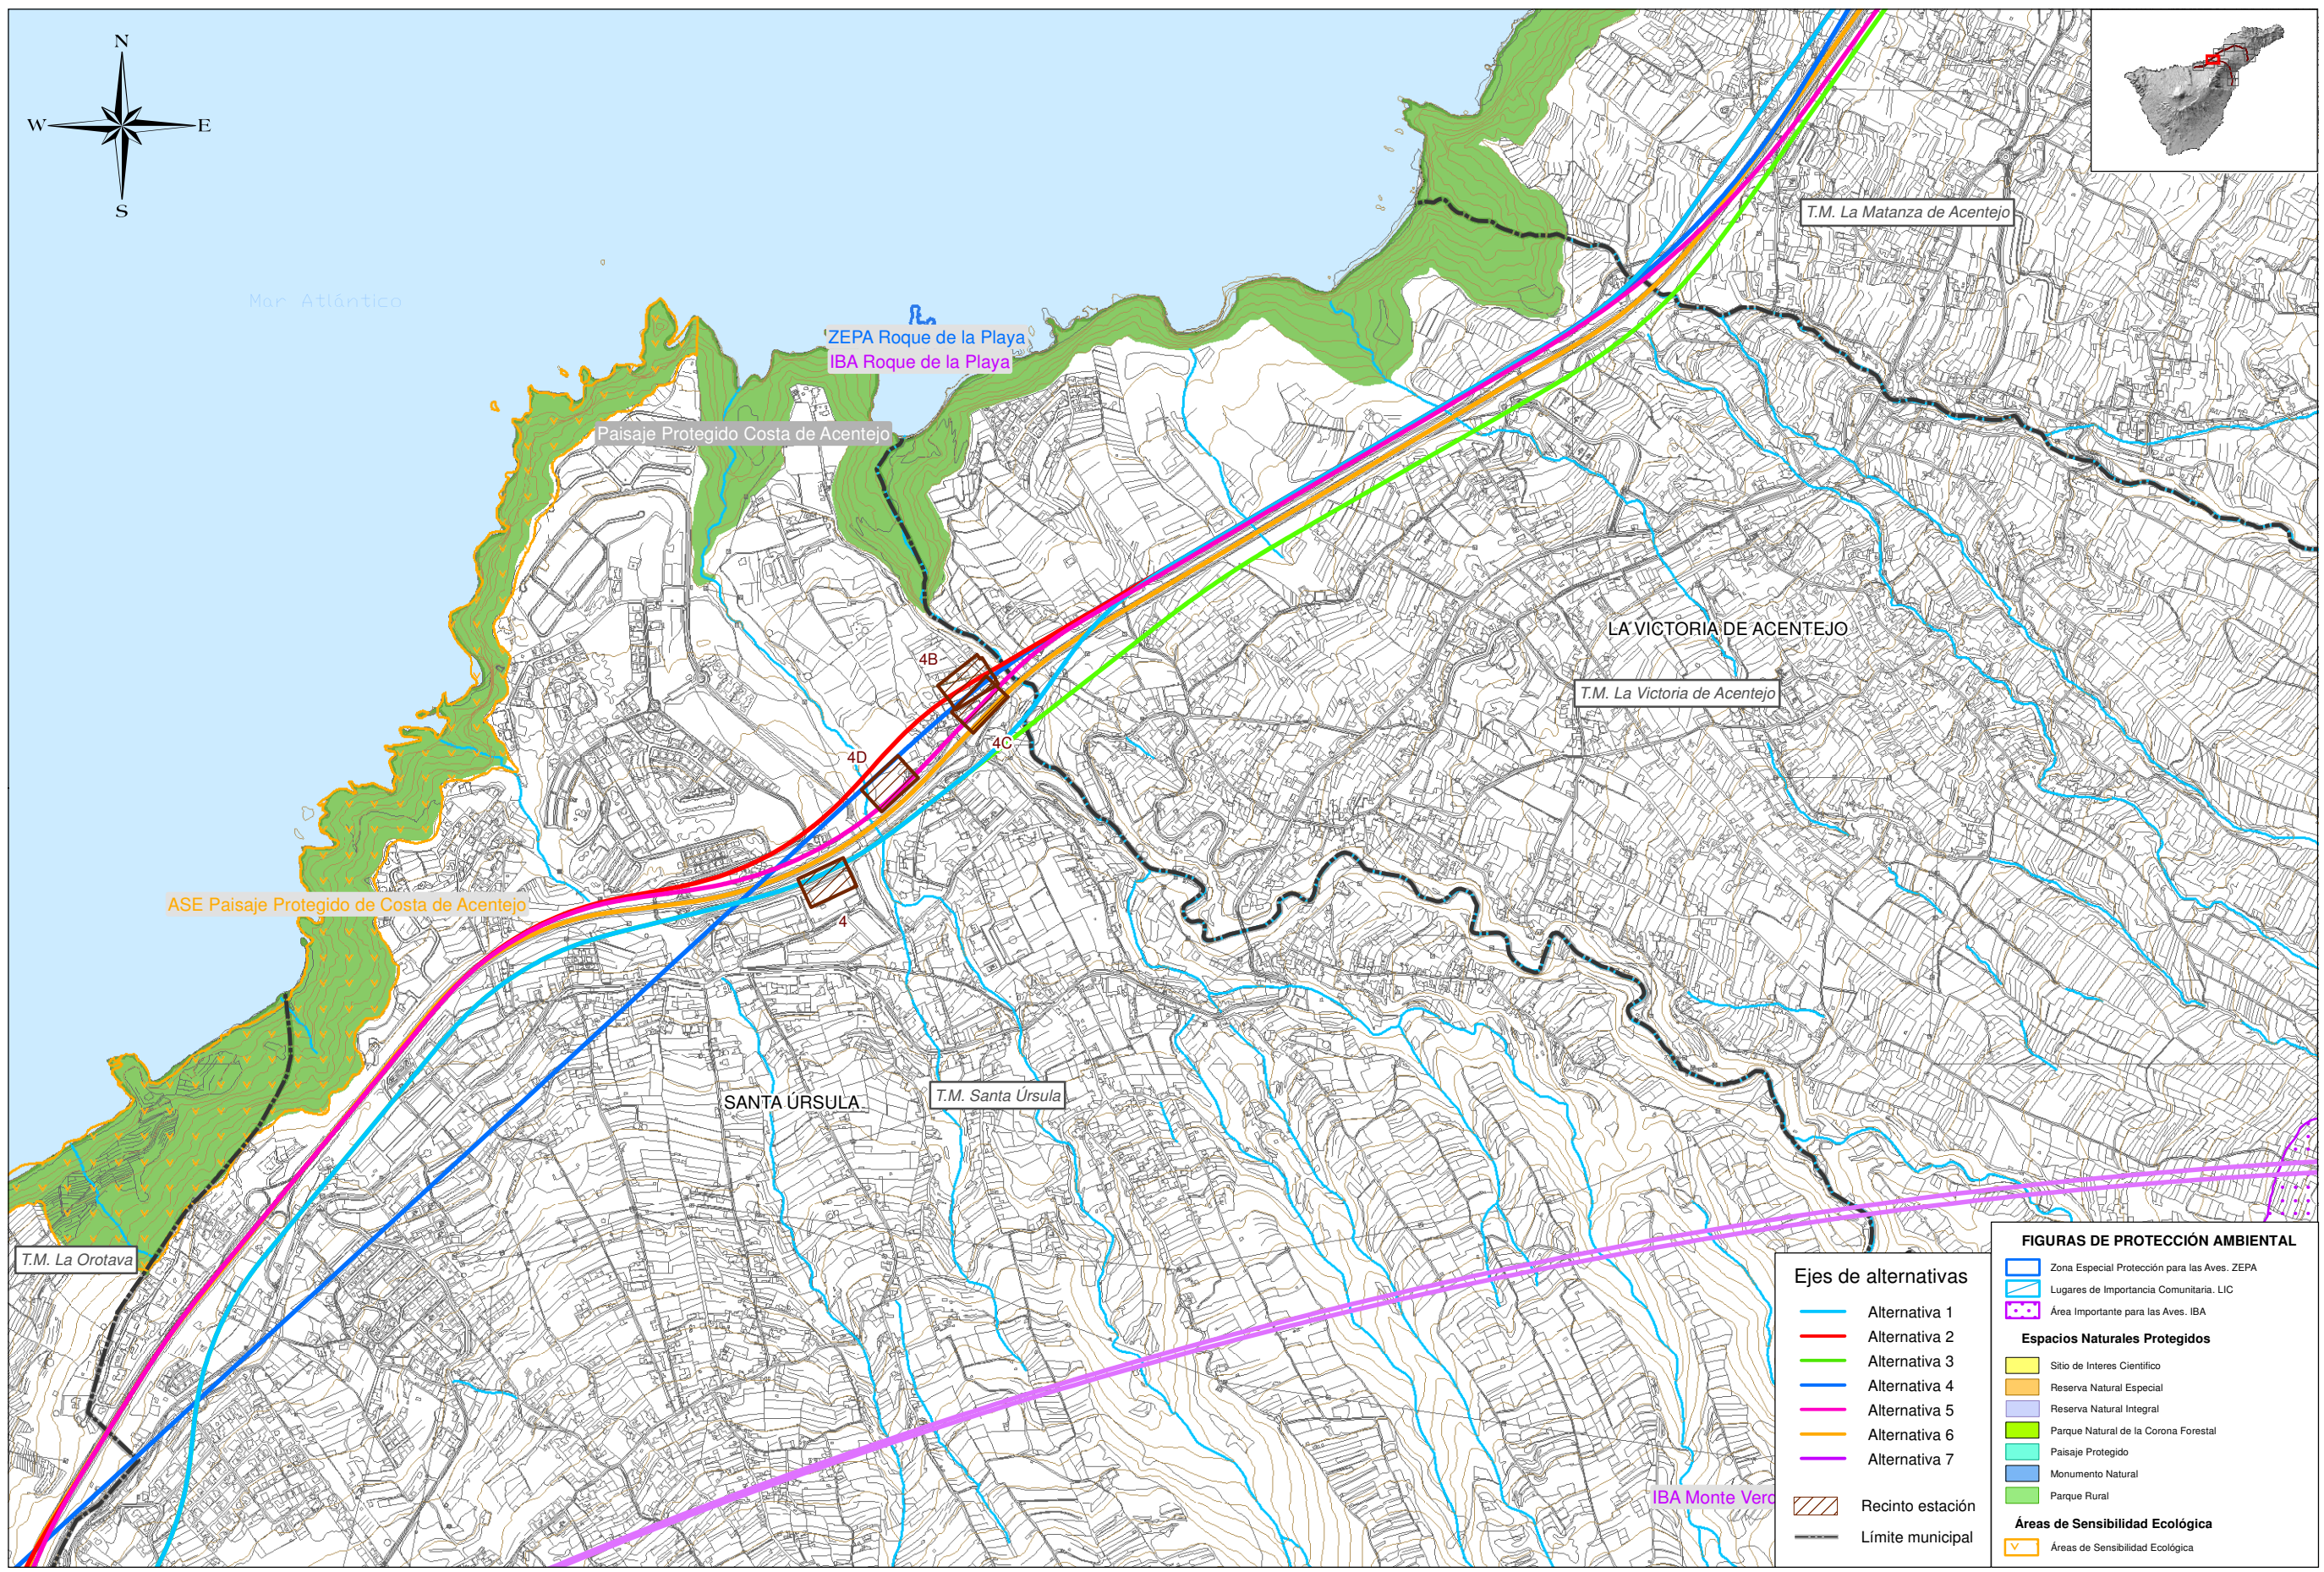 N
W
E
S
Mar Atlántico
T.M. La Matanza de Acentejo
ZEPA Roque de la Playa
IBA Roque de la Playa
Paisaje Protegido Costa de Acentejo
LA VICTORIA DE ACENTEJO
4B
T.M. La Victoria de Acentejo
4C
4D
ASE Paisaje Protegido de Costa de Acentejo
4
SANTA ÚRSULA
T.M. Santa Úrsula
T.M. La Orotava
IBA Monte Verd
Ejes de alternativas
Alternativa 1
Alternativa 2
Alternativa 3
Alternativa 4
Alternativa 5
Alternativa 6
Alternativa 7
Recinto estación
Límite municipal
FIGURAS DE PROTECCIÓN AMBIENTAL
Zona Especial Protección para las Aves. ZEPA
Lugares de Importancia Comunitaria. LIC
Área Importante para las Aves. IBA
Espacios Naturales Protegidos
Sitio de Interes Cientifico
Reserva Natural Especial
Reserva Natural Integral
Parque Natural de la Corona Forestal
Paisaje Protegido
Monumento Natural
Parque Rural
Áreas de Sensibilidad Ecológica
Áreas de Sensibilidad Ecológica